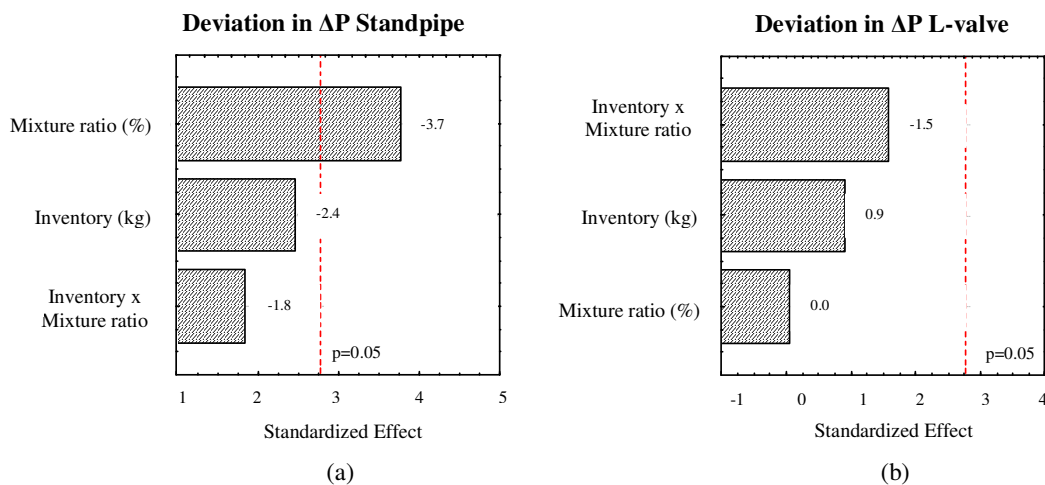 Deviation in ΔP Standpipe
Mixture ratio (%)
-3.7
Inventory (kg)
-2.4
Inventory x
Mixture ratio
-1.8
p=0.05
1 2 3 4 5
Standardized Effect
(a)
Deviation in ΔP L-valve
Inventory x
Mixture ratio
-1.5
Inventory (kg)
0.9
Mixture ratio (%)
0.0
p=0.05
-1 0 1 2 3 4
Standardized Effect
(b)